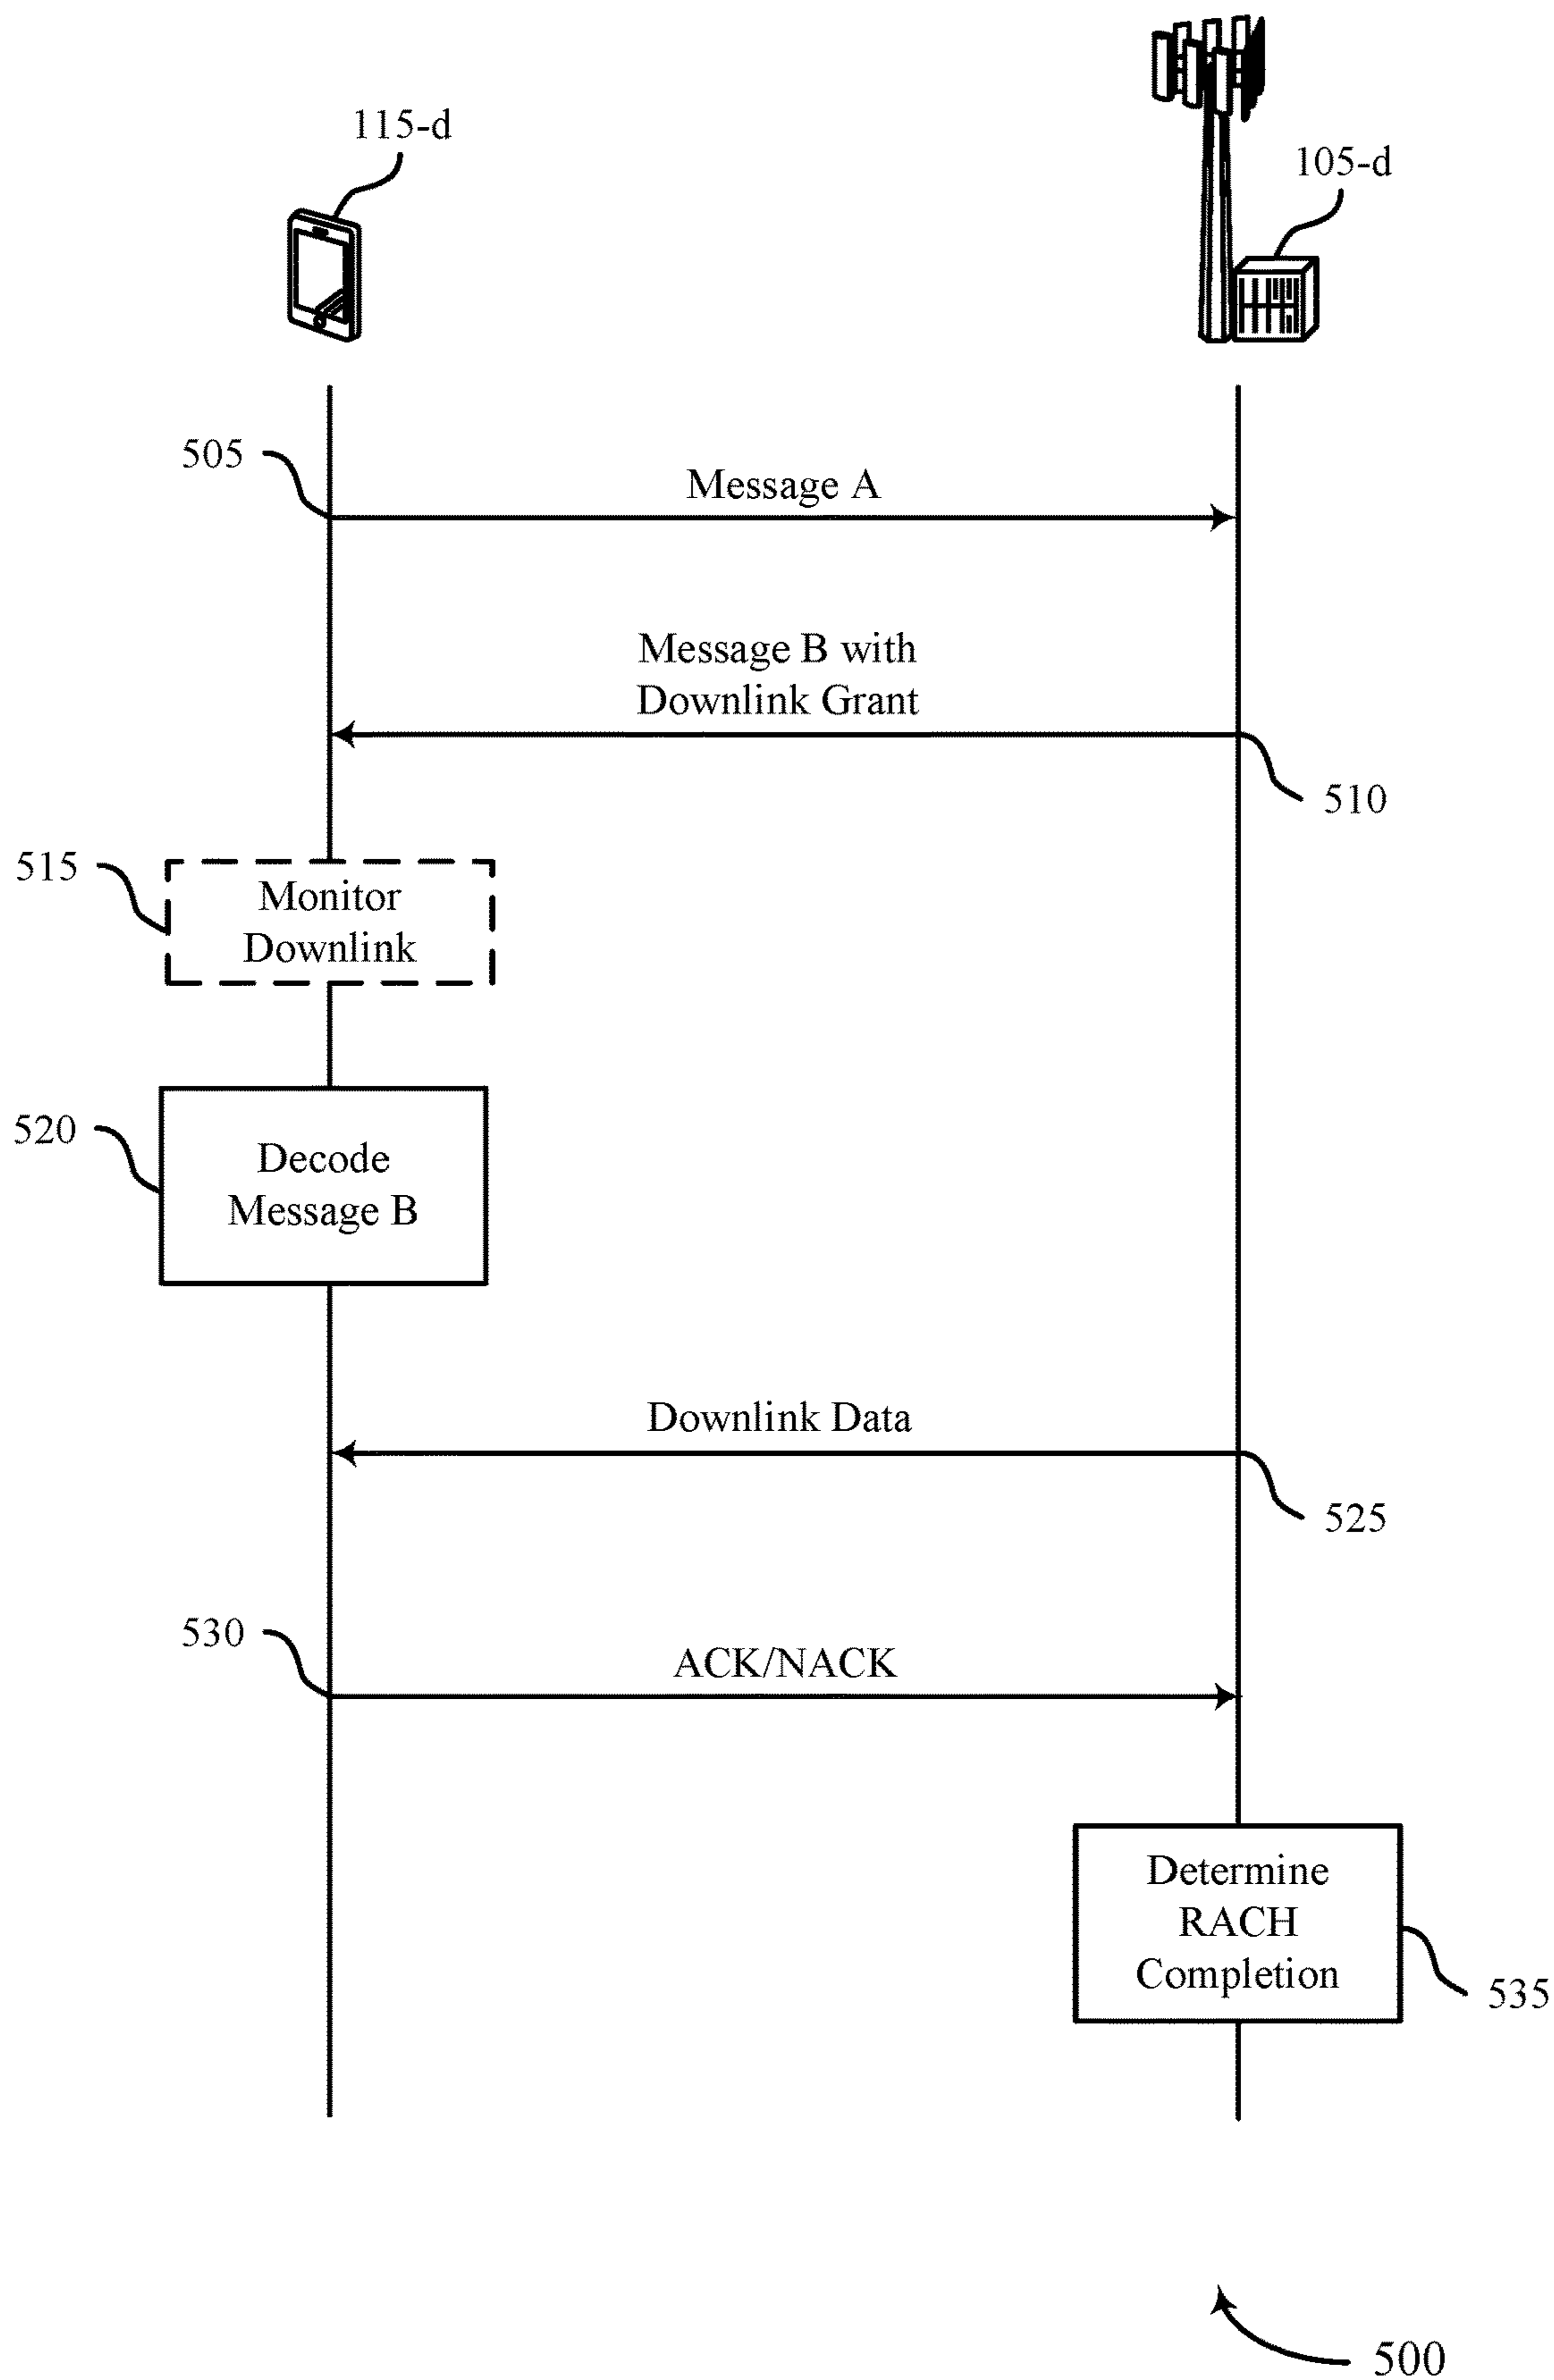 115-d
105-d
505
Message A
Message B with
Downlink Grant
510
515
Monitor
Downlink
520
Decode
Message B
Downlink Data
525
530
ACK/NACK
Determine
RACH
Completion
535
500